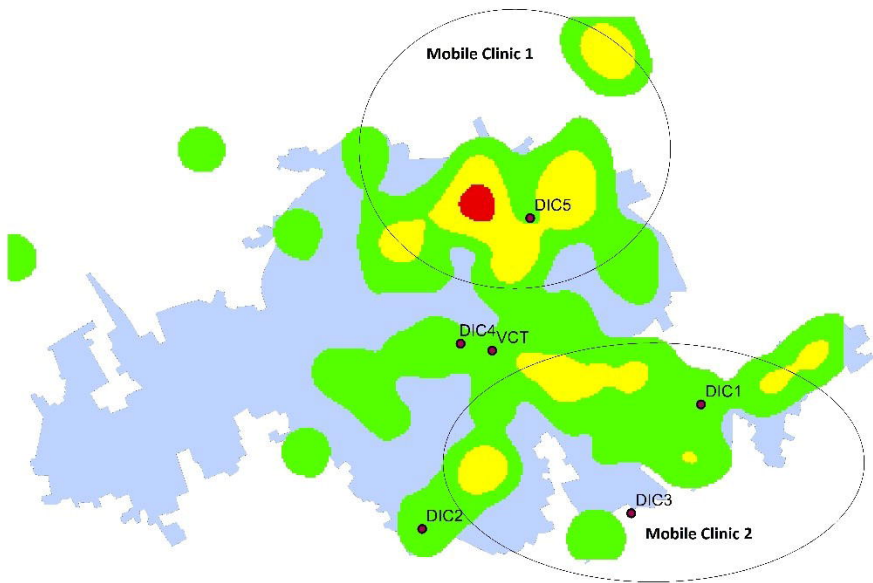 Mobile Clinic 1
DIC5
DIC4
VCT
DIC1
DIC3
DIC2
Mobile Clinic 2